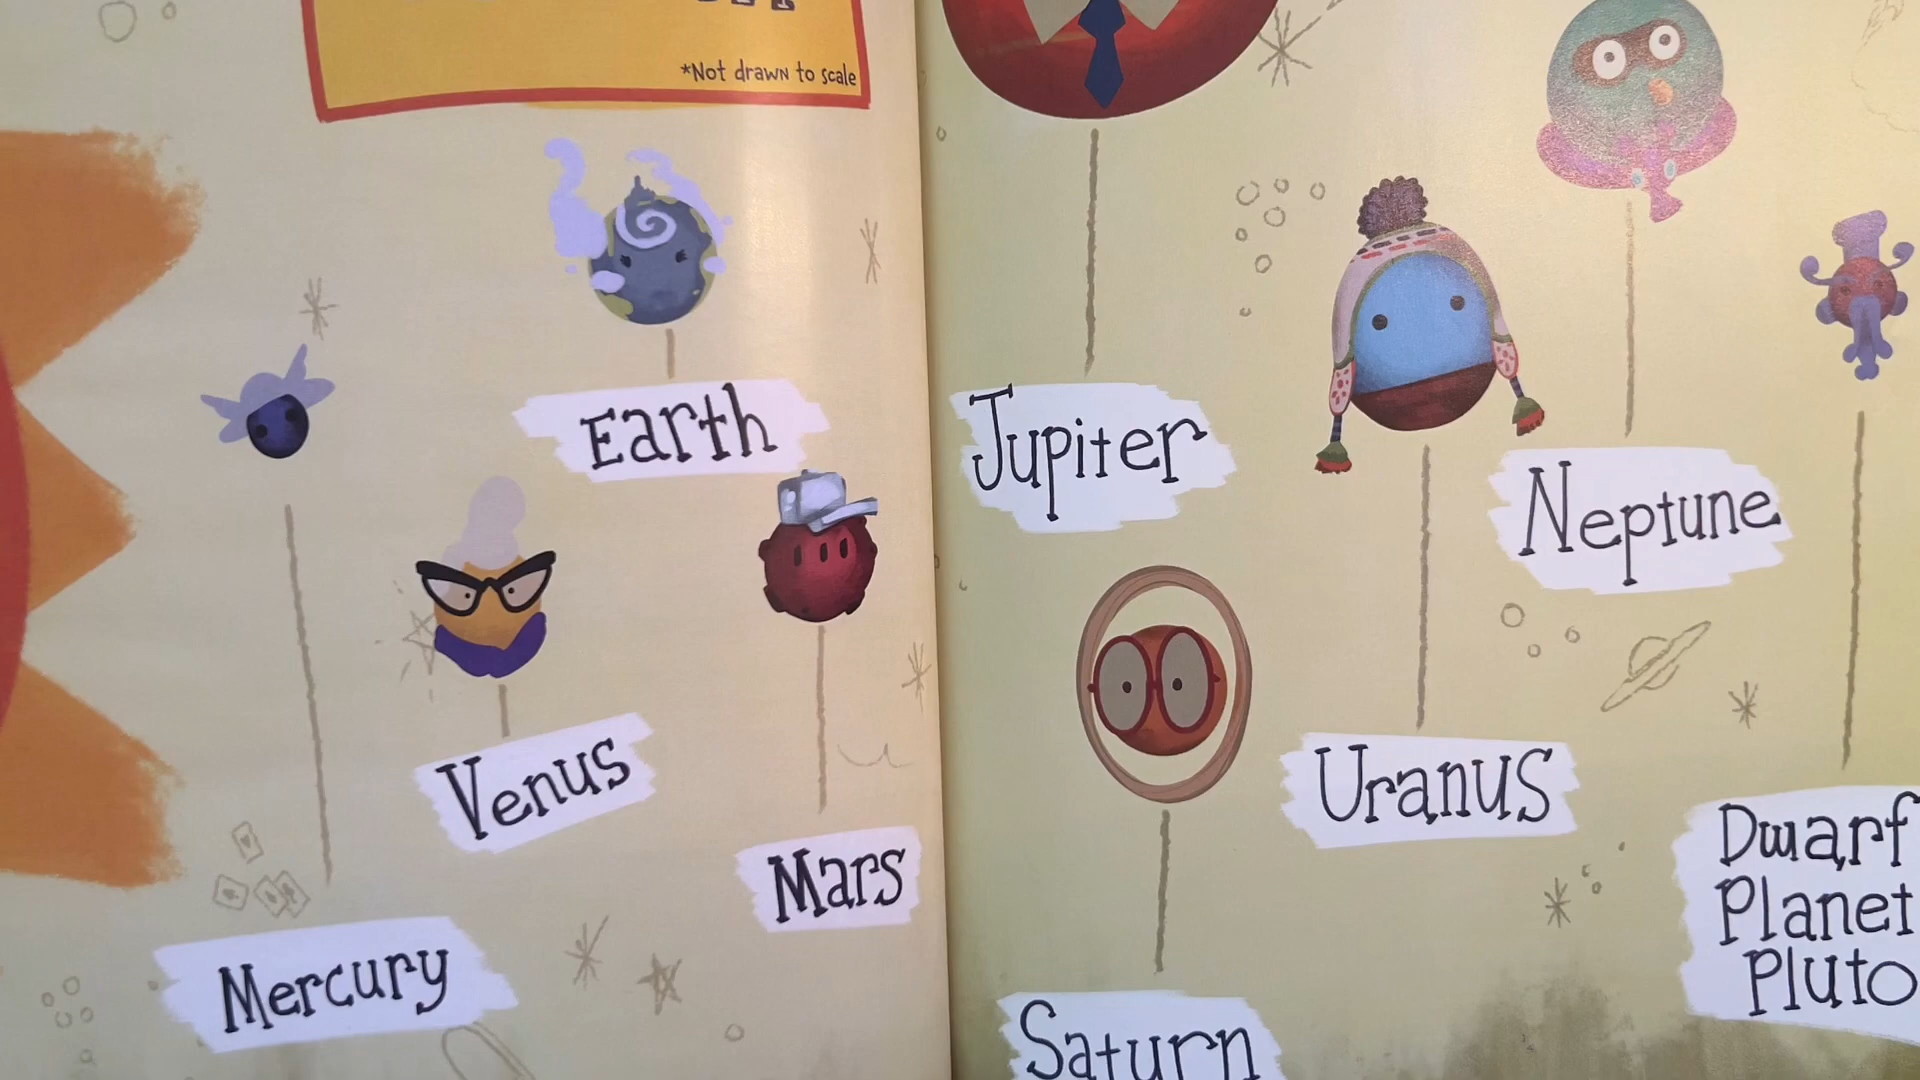 *Not drawn to scale
Earth
Venus
Mars
Mercury
Jupiter
Neptune
Uranus
Saturn
Dwarf
Planet
Pluto